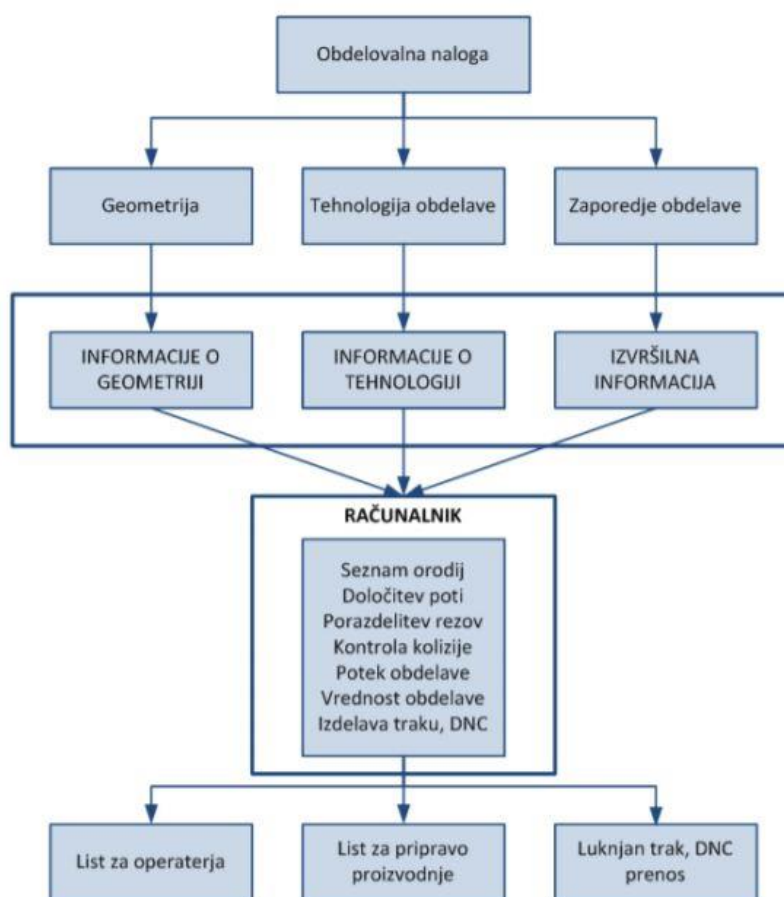 Obdelovalna naloga
Geometrija
Tehnologija obdelave
Zaporedje obdelave
INFORMACIJE O
GEOMETRIJI
INFORMACIJE O
TEHNOLOGIJI
IZVRŠILNA
INFORMACIJA
RAČUNALNIK
Seznam orodij
Določitev poti
Porazdelitev rezov
Kontrola kolizije
Potek obdelave
Vrednost obdelave
Izdelava traku, DNC
List za operaterja
List za pripravo
proizvodnje
Luknjan trak, DNC
prenos